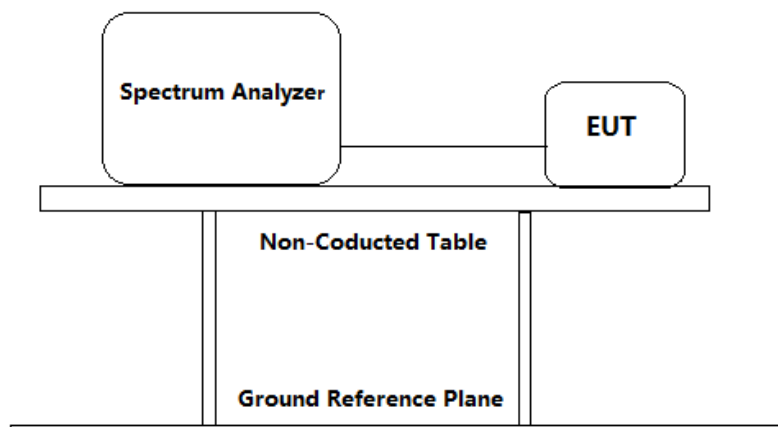 Spectrum Analyzer
EUT
Non-Coducted Table
Ground Reference Plane